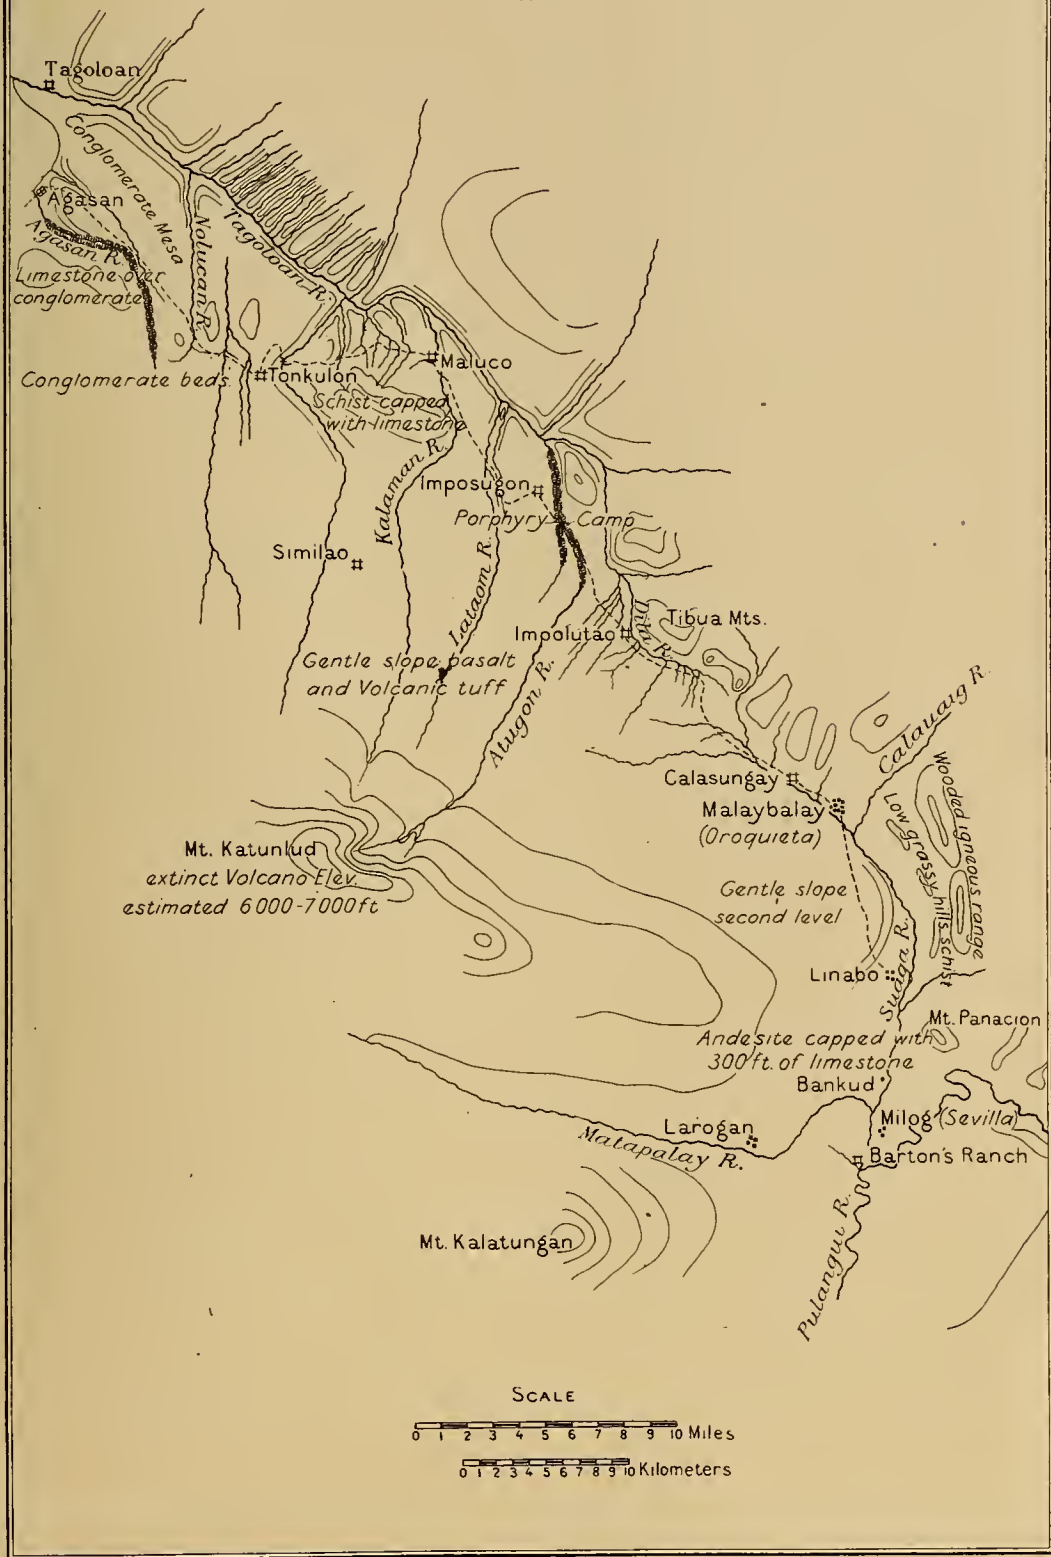 Tagoloan
Conglomerate Mesa
Agasan
Agasan R.
Nolucan R.
Tagoloan R.
Limestone over
conglomerate
Maluco
Conglomerate beds
Tonkulon
Schist capped
with limestone
Kalaman R.
Imposugon
Porphyry Camp
Similao
Lataom R.
Dila R.
Tibua Mts.
Impolutao
Gentle slope basalt
and Volcanic tuff
Atugon R.
Calauaig R.
Calasungay
Malaybalay
(Oroquieta)
Low grassy hills schist
Wooded igneous range
Mt. Katunlud
extinct Volcano Elev.
estimated 6000-7000ft
Gentle slope
second level
Linabo
Suaga R.
Mt. Panacion
Andesite capped with
300 ft. of limestone
Bankud
Milog (Sevilla)
Larogan
Matapalay R.
Barton's Ranch
Mt. Kalatungan
Pulangui R.
SCALE
0 1 2 3 4 5 6 7 8 9 10 Miles
0 1 2 3 4 5 6 7 8 9 10 Kilometers